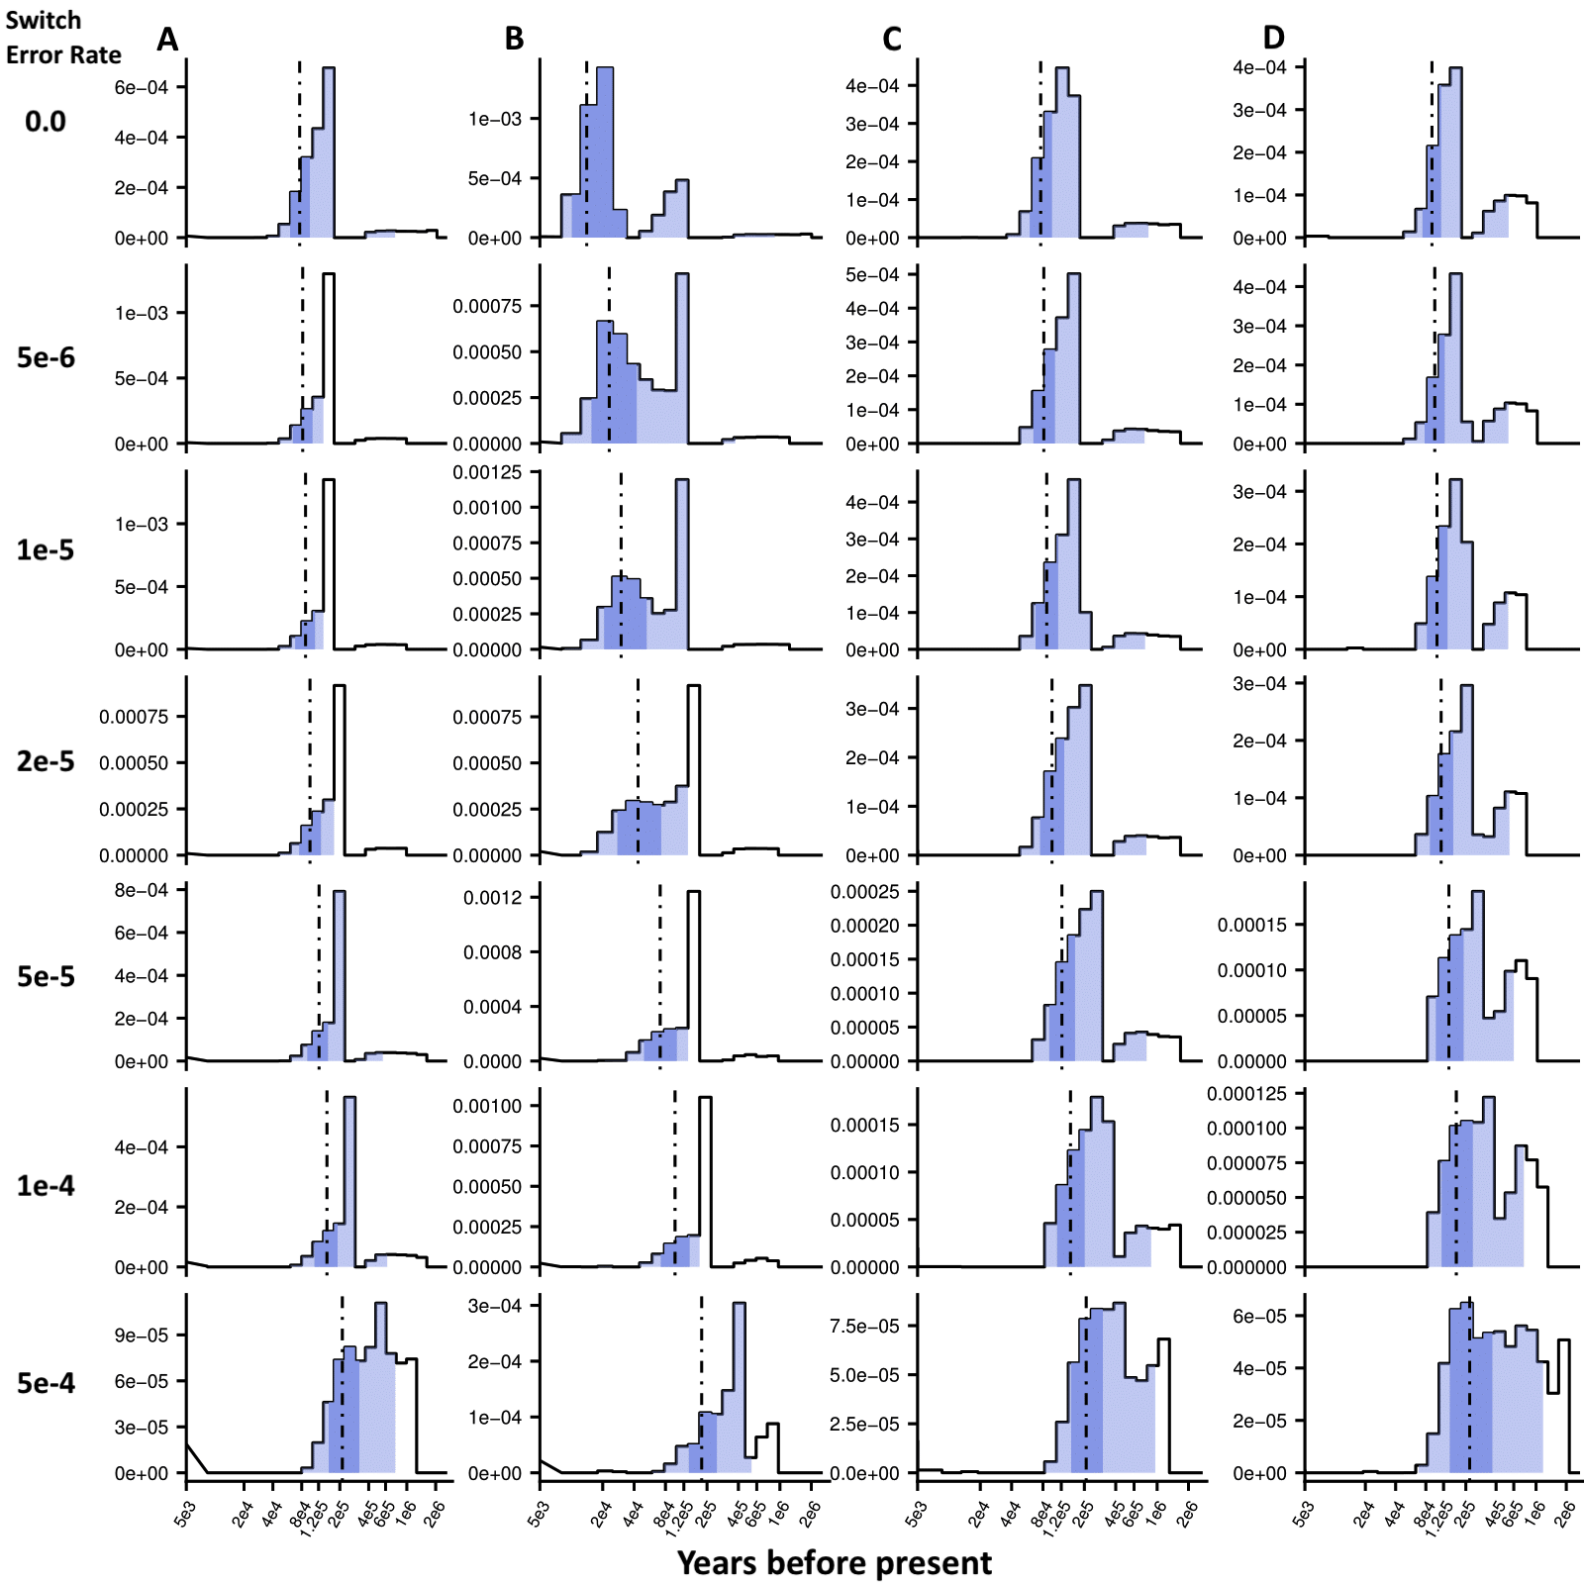 Switch
Error Rate
A
B
C
D
0.0
6e−04
4e−04
2e−04
0e+00
1e−03
5e−04
0e+00
4e−04
3e−04
2e−04
1e−04
0e+00
4e−04
3e−04
2e−04
1e−04
0e+00
5e-6
1e−03
5e−04
0e+00
0.00075
0.00050
0.00025
0.00000
5e−04
4e−04
3e−04
2e−04
1e−04
0e+00
4e−04
3e−04
2e−04
1e−04
0e+00
1e-5
1e−03
5e−04
0e+00
0.00125
0.00100
0.00075
0.00050
0.00025
0.00000
4e−04
3e−04
2e−04
1e−04
0e+00
3e−04
2e−04
1e−04
0e+00
2e-5
0.00075
0.00050
0.00025
0.00000
0.00075
0.00050
0.00025
0.00000
3e−04
2e−04
1e−04
0e+00
3e−04
2e−04
1e−04
0e+00
5e-5
8e−04
6e−04
4e−04
2e−04
0e+00
0.0012
0.0008
0.0004
0.0000
0.00025
0.00020
0.00015
0.00010
0.00005
0.00000
0.00015
0.00010
0.00005
0.00000
1e-4
4e−04
2e−04
0e+00
0.00100
0.00075
0.00050
0.00025
0.00000
0.00015
0.00010
0.00005
0.00000
0.000125
0.000100
0.000075
0.000050
0.000025
0.000000
5e-4
9e−05
6e−05
3e−05
0e+00
3e−04
2e−04
1e−04
0e+00
7.5e−05
5.0e−05
2.5e−05
0.0e+00
6e−05
4e−05
2e−05
0e+00
5e3 2e4 4e4 8e4 1.2e5 2e5 4e5 6e5 1e6 2e6
5e3 2e4 4e4 8e4 1.2e5 2e5 4e5 6e5 1e6 2e6
5e3 2e4 4e4 8e4 1.2e5 2e5 4e5 6e5 1e6 2e6
5e3 2e4 4e4 8e4 1.2e5 2e5 4e5 6e5 1e6 2e6
Years before present